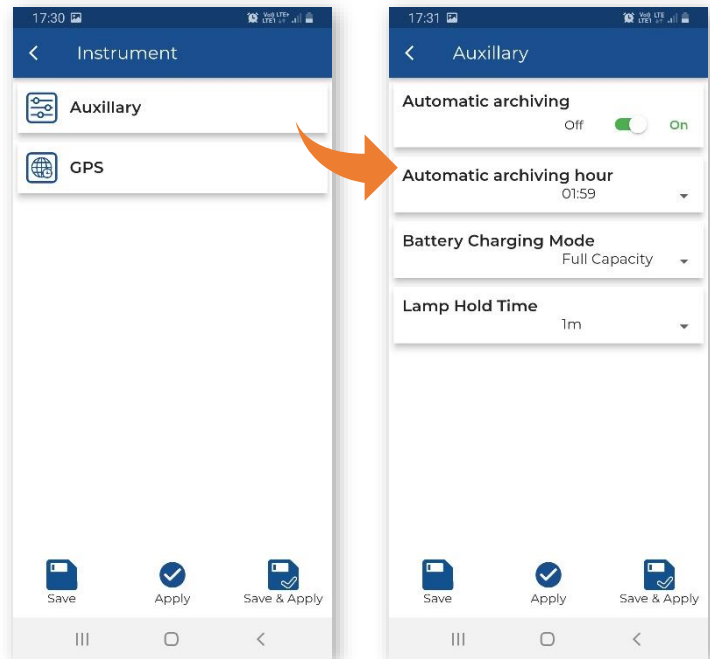 17:30
Instrument
Auxillary
GPS
Save Apply Save & Apply
17:31
Auxillary
Automatic archiving
Off On
Automatic archiving hour
01:59
Battery Charging Mode
Full Capacity
Lamp Hold Time
1m
Save Apply Save & Apply